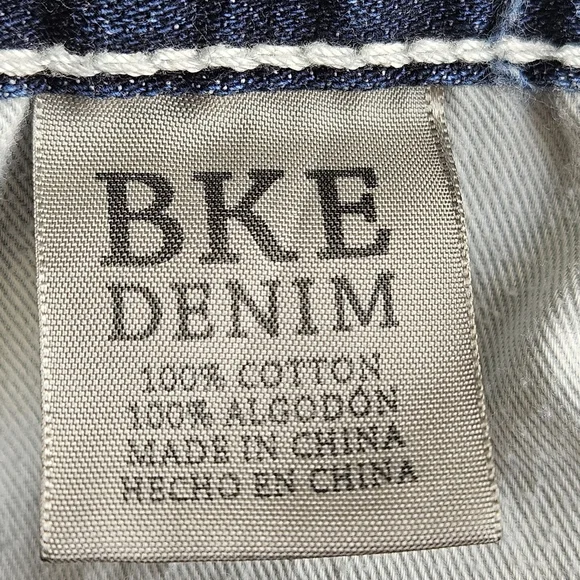 BKE
DENIM
100% COTTON
100% ALGODÓN
MADE IN CHINA
HECHO EN CHINA